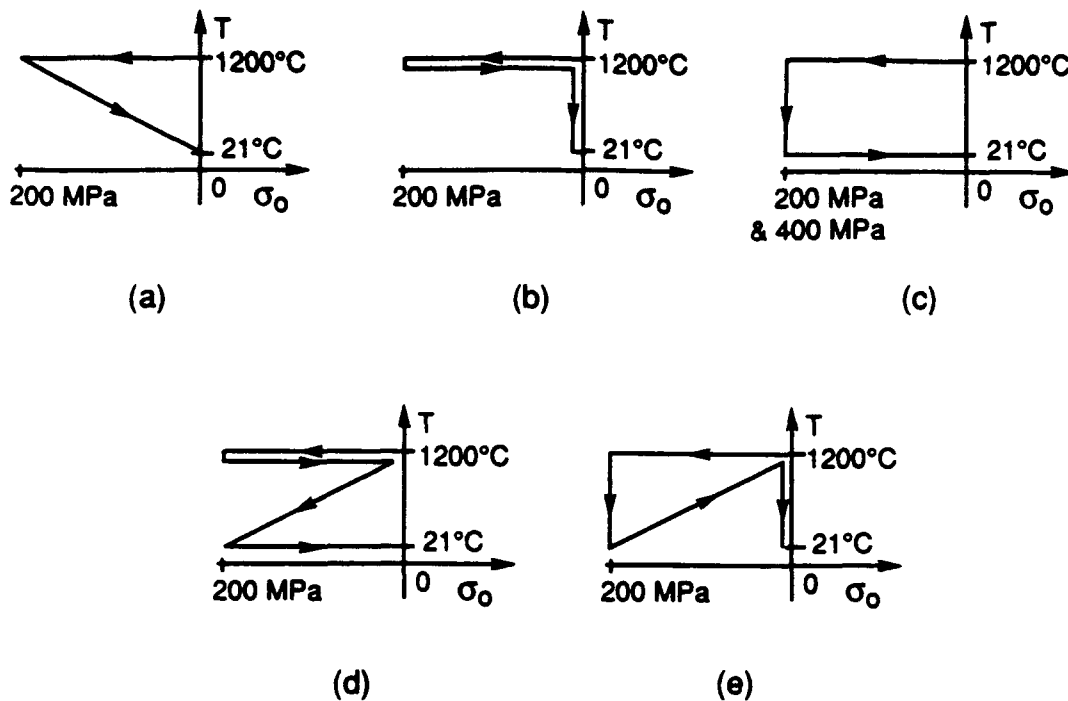 T
1200°C
21°C
0
200 MPa
σo
(a)
T
1200°C
21°C
0
200 MPa
σo
(b)
T
1200°C
21°C
0
200 MPa
& 400 MPa
σo
(c)
T
1200°C
21°C
0
200 MPa
σo
(d)
T
1200°C
21°C
0
200 MPa
σo
(e)